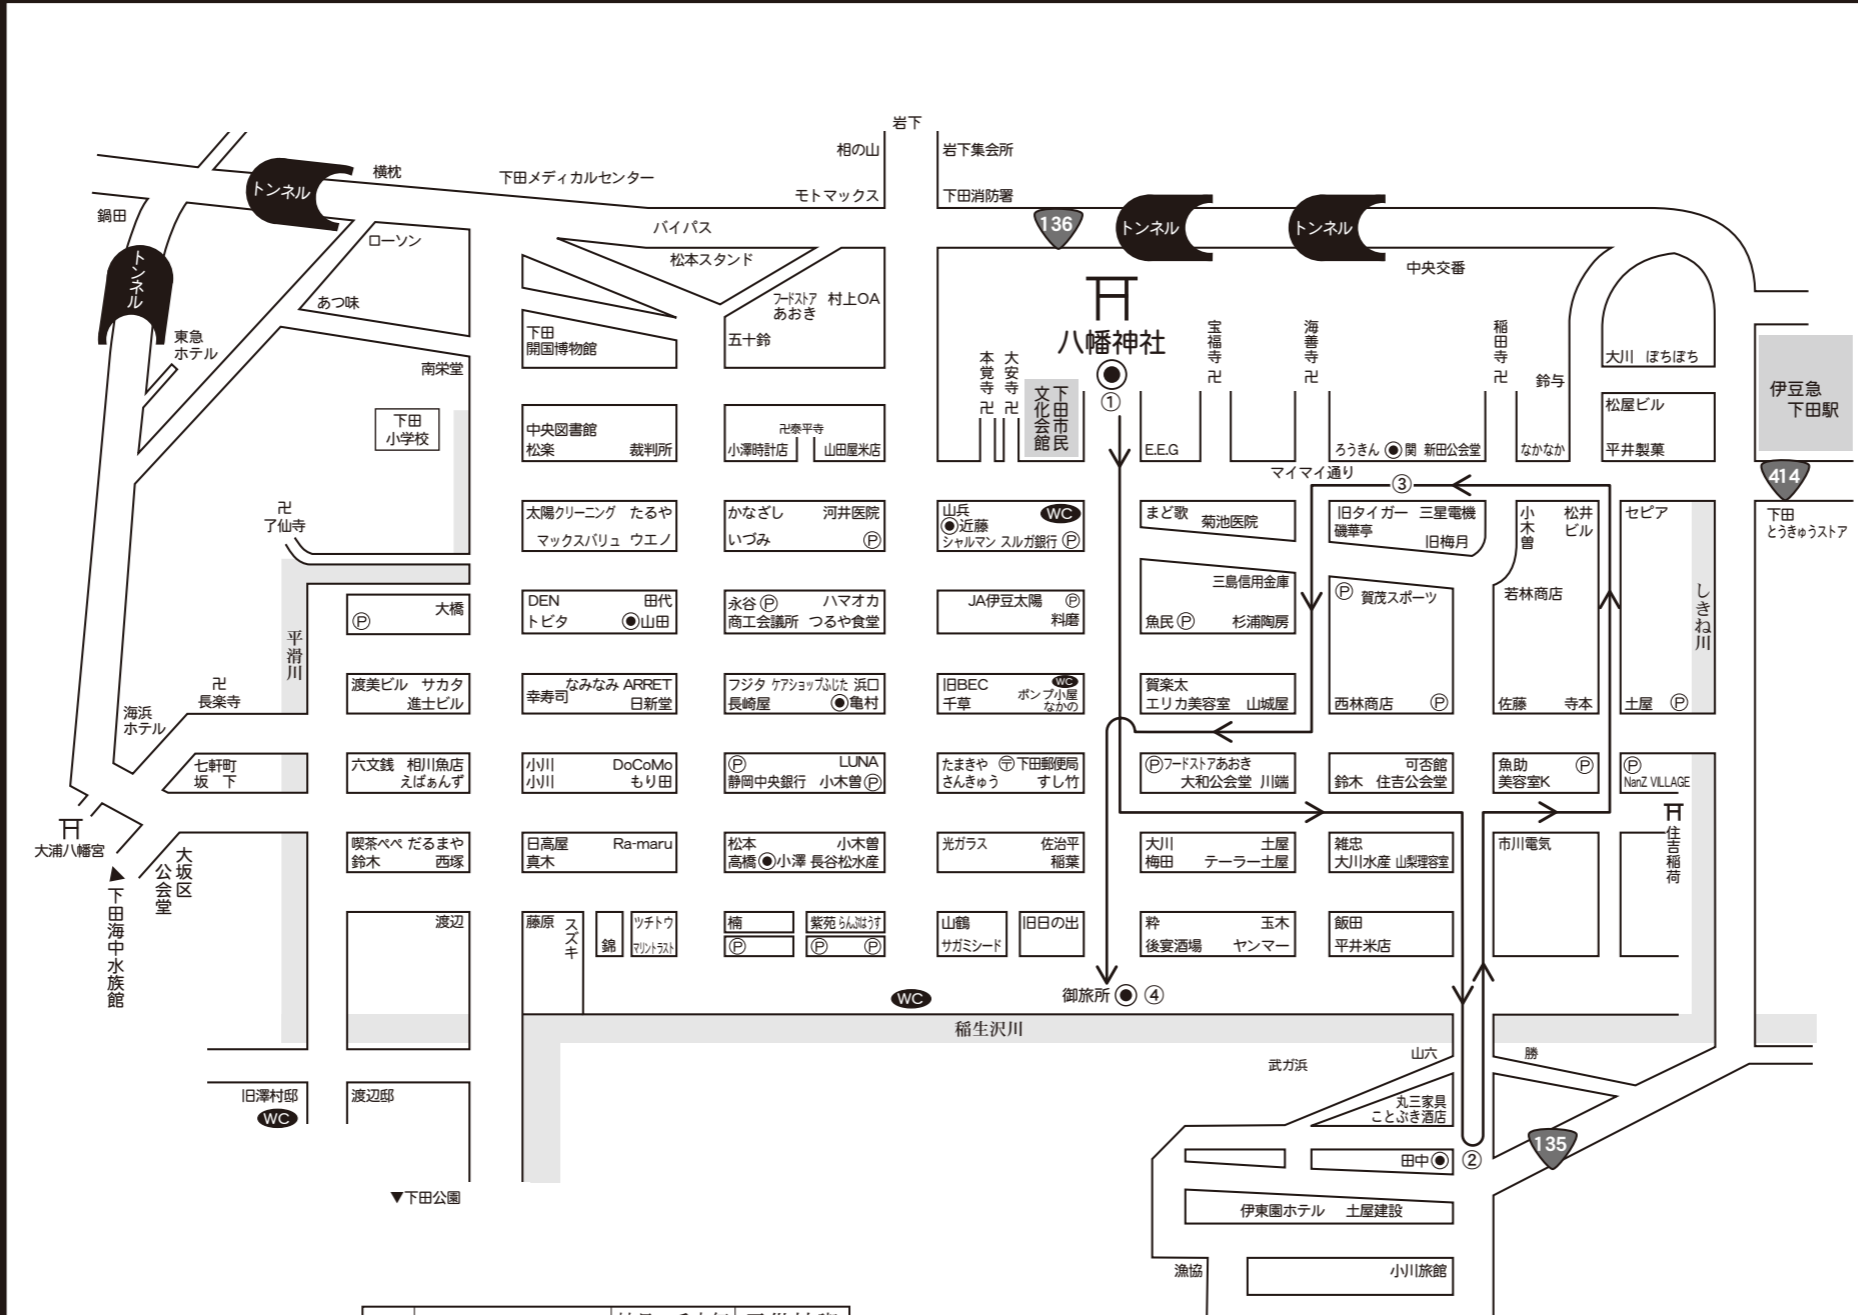 岩下
相の山
岩下集会所
モトマックス
下田消防署
トンネル
横枕
下田メディカルセンター
鍋田
ローソン
バイパス
松本スタンド
136
トンネル
トンネル
中央交番
トンネル
あつ味
東急
ホテル
南栄堂
下田
開国博物館
フードストア
あおき
村上OA
五十鈴
八幡神社
①
本覚寺 卍
大安寺 卍
下田市民
文化会館
宝福寺 卍
海善寺 卍
稲田寺 卍
鈴与
大川 ぽちぽち
伊豆急
下田駅
下田
小学校
中央図書館
松楽 裁判所
卍泰平寺
小澤時計店 山田屋米店
E.E.G
ろうきん 関 新田公会堂
なかなか
松屋ビル
平井製菓
マイマイ通り
③
414
下田
とうきゅうストア
卍
了仙寺
太陽クリーニング たるや
マックスバリュ ウエノ
かなざし 河井医院
いづみ Ⓟ
山兵 WC
近藤
シャルマン スルガ銀行 Ⓟ
まど歌 菊池医院
旧タイガー 三星電機
磯華亭 旧梅月
小木曽
松井
ビル
セピア
大橋
Ⓟ
DEN 田代
トビタ 山田
永谷 Ⓟ ハマオカ
商工会議所 つるや食堂
JA伊豆太陽 Ⓟ
料磨
三島信用金庫
魚民 Ⓟ 杉浦陶房
Ⓟ 賀茂スポーツ
若林商店
しきね川
平滑川
卍
長楽寺
海浜
ホテル
渡美ビル サカタ
進士ビル
なみなみ ARRET
幸寿司 日新堂
フジタ ケアショップふじた 浜口
長崎屋 亀村
旧BEC WC
ポンプ小屋
千草 なかの
賀楽太
エリカ美容室 山城屋
西林商店 Ⓟ
佐藤 寺本
土屋 Ⓟ
七軒町
坂 下
六文銭 相川魚店
えばぁんず
小川 DoCoMo
小川 もり田
Ⓟ LUNA
静岡中央銀行 小木曽 Ⓟ
たまきや 〶下田郵便局
さんきゅう すし竹
Ⓟフードストアあおき
大和公会堂 川端
可否館
鈴木 住吉公会堂
魚助 Ⓟ
美容室K
Ⓟ
NanZ VILLAGE
住吉稲荷
大浦八幡宮
大坂区
公会堂
▲下田海中水族館
喫茶ぺぺ だるまや
鈴木 西塚
日高屋 Ra-maru
真木
松本 小木曽
高橋 小澤 長谷松水産
光ガラス 佐治平
稲葉
大川 土屋
梅田 テーラー土屋
雑忠
大川水産 山梨理容室
市川電気
渡辺
藤原
スズキ
錦
ツチトウ
マリントラスト
楠
Ⓟ
紫苑 らんぷはうす
Ⓟ Ⓟ
山鶴
サガミシード
旧日の出
粋 玉木
後宴酒場 ヤンマー
飯田
平井米店
WC
御旅所 ④
稲生沢川
武ガ浜
山六
勝
旧澤村邸
WC
渡辺邸
丸三家具
ことぶき酒店
田中 ②
135
▼下田公園
伊東園ホテル 土屋建設
漁協
小川旅館